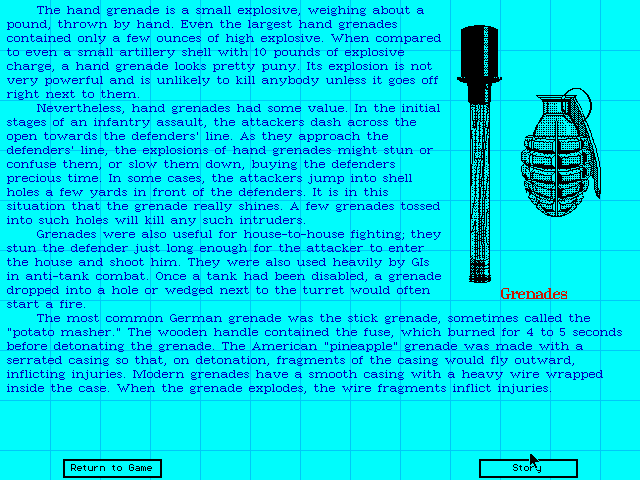 The hand grenade is a small explosive, weighing about a
pound, thrown by hand. Even the largest hand grenades
contained only a few ounces of high explosive. When compared
to even a small artillery shell with 10 pounds of explosive
charge, a hand grenade looks pretty puny. Its explosion is not
very powerful and is unlikely to kill anybody unless it goes off
right next to them.
Nevertheless, hand grenades had some value. In the initial
stages of an infantry assault, the attackers dash across the
open towards the defenders' line. As they approach the
defenders' line, the explosions of hand grenades might stun or
confuse them, or slow them down, buying the defenders
precious time. In some cases, the attackers jump into shell
holes a few yards in front of the defenders. It is in this
situation that the grenade really shines. A few grenades tossed
into such holes will kill any such intruders.
Grenades were also useful for house-to-house fighting; they
stun the defender just long enough for the attacker to enter
the house and shoot him. They were also used heavily by GIs
in anti-tank combat. Once a tank had been disabled, a grenade
dropped into a hole or wedged next to the turret would often
start a fire.
Grenades
The most common German grenade was the stick grenade, sometimes called the
"potato masher." The wooden handle contained the fuse, which burned for 4 to 5 seconds
before detonating the grenade. The American "pineapple" grenade was made with a
serrated casing so that, on detonation, fragments of the casing would fly outward,
inflicting injuries. Modern grenades have a smooth casing with a heavy wire wrapped
inside the case. When the grenade explodes, the wire fragments inflict injuries.
Return to Game
Story